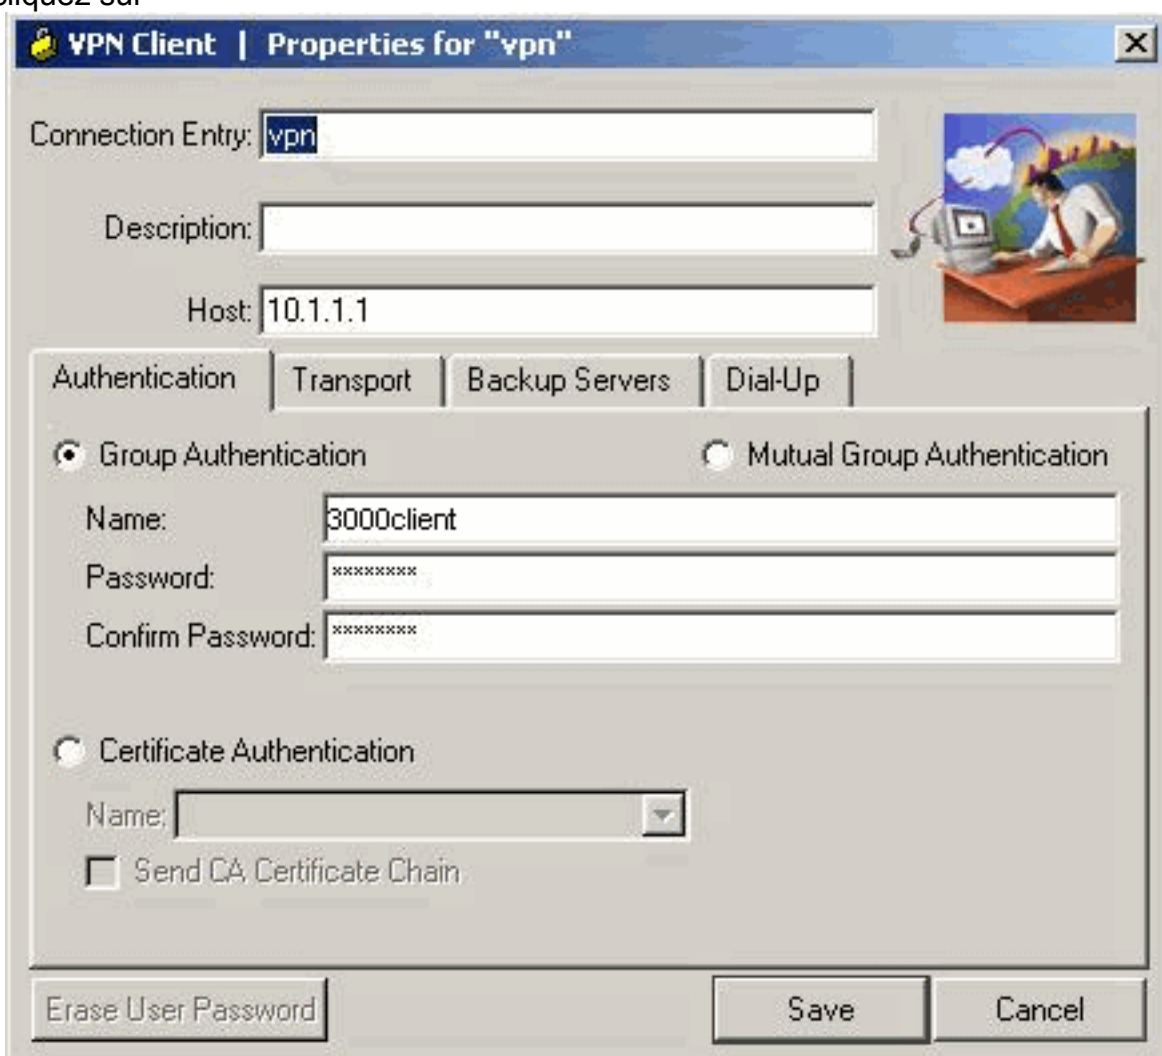 cliquez sur
VPN Client | Properties for "vpn"
Connection Entry: vpn
Description:
Host: 10.1.1.1
Authentication Transport Backup Servers Dial-Up
Group Authentication Mutual Group Authentication
Name: 3000client
Password: ********
Confirm Password: ********
Certificate Authentication
Name:
Send CA Certificate Chain
Erase User Password Save Cancel